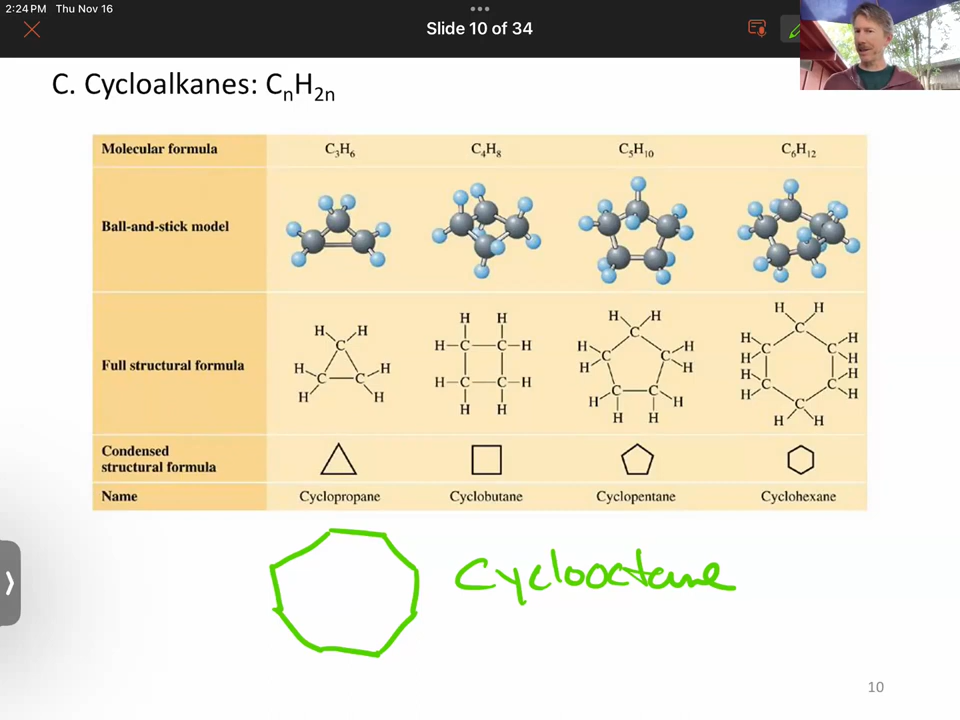 2:24 PM Thu Nov 16
Slide 10 of 34
C. Cycloalkanes: CₙH₂ₙ
Molecular formula C₃H₆ C₄H₈ C₅H₁₀ C₆H₁₂
Ball-and-stick model
H H H H H H H H
H C H H C C H H C H H C C H
H C C H H C C H H C C H H C C H
H H H H H H H H H C H
Full structural formula
Condensed
structural formula
Name Cyclopropane Cyclobutane Cyclopentane Cyclohexane
Cyclooctane
10